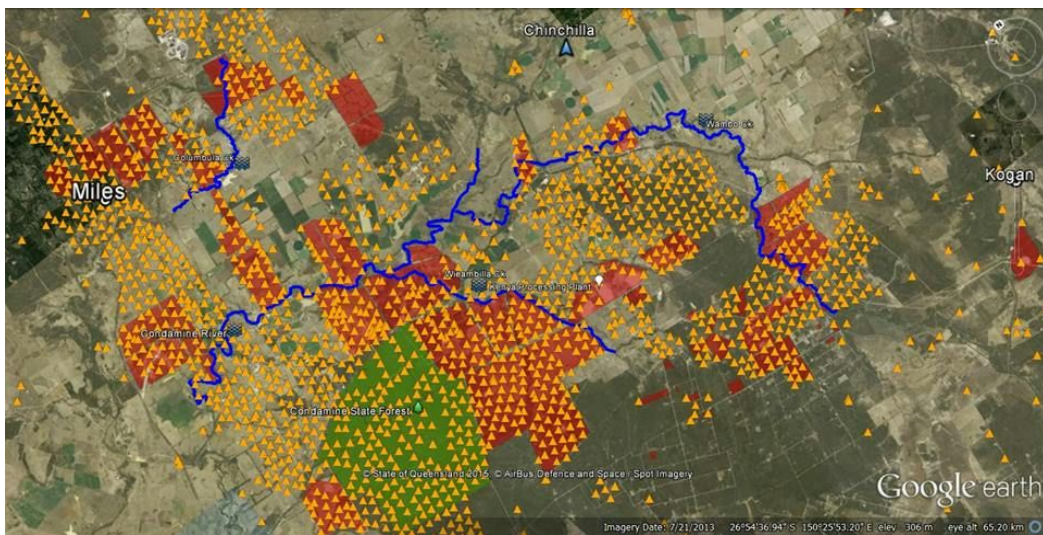 Chinchilla
N
Wambo Ck
Columbula Ck
Kogan
Miles
Wieambilla Ck
Kenya Processing Plant
Condamine River
Condamine State Forest
© State of Queensland 2015, © AirBus Defence and Space / Spot Imagery
Google earth
Imagery Date: 7/21/2013 26°54'36.94" S 150°25'53.20" E elev 306 m eye alt 65.20 km